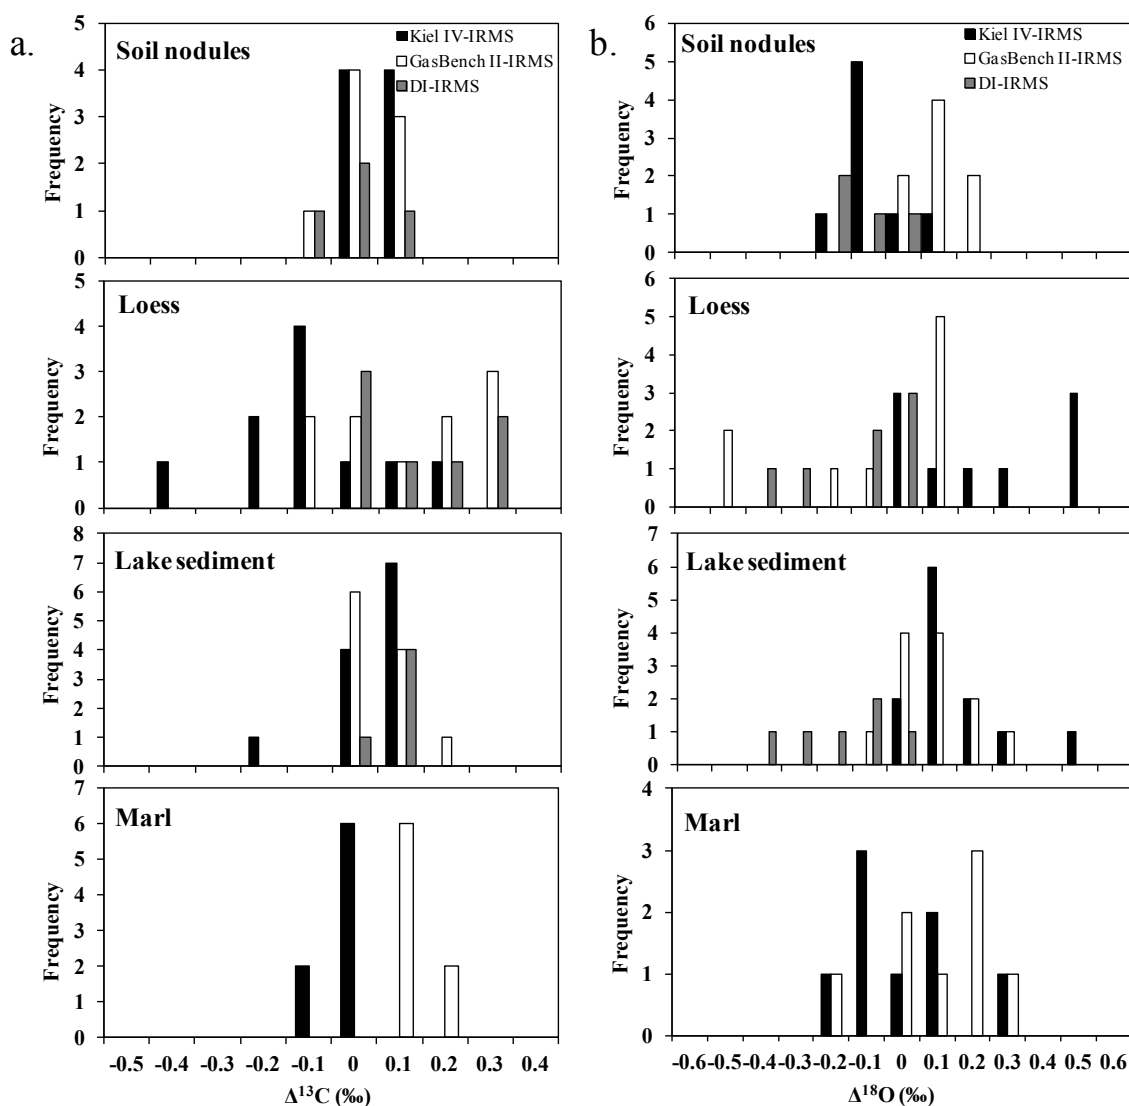 a.
5
4
3
2
1
0
Frequency
Soil nodules
Kiel IV-IRMS
GasBench II-IRMS
DI-IRMS
5
4
3
2
1
0
Frequency
Loess
8
7
6
5
4
3
2
1
0
Frequency
Lake sediment
7
6
5
4
3
2
1
0
Frequency
Marl
-0.5 -0.4 -0.3 -0.2 -0.1 0 0.1 0.2 0.3 0.4
Δ¹³C (‰)
b.
6
5
4
3
2
1
0
Frequency
Soil nodules
Kiel IV-IRMS
GasBench II-IRMS
DI-IRMS
6
5
4
3
2
1
0
Frequency
Loess
7
6
5
4
3
2
1
0
Frequency
Lake sediment
4
3
2
1
0
Frequency
Marl
-0.6 -0.5 -0.4 -0.3 -0.2 -0.1 0 0.1 0.2 0.3 0.4 0.5 0.6
Δ¹⁸O (‰)